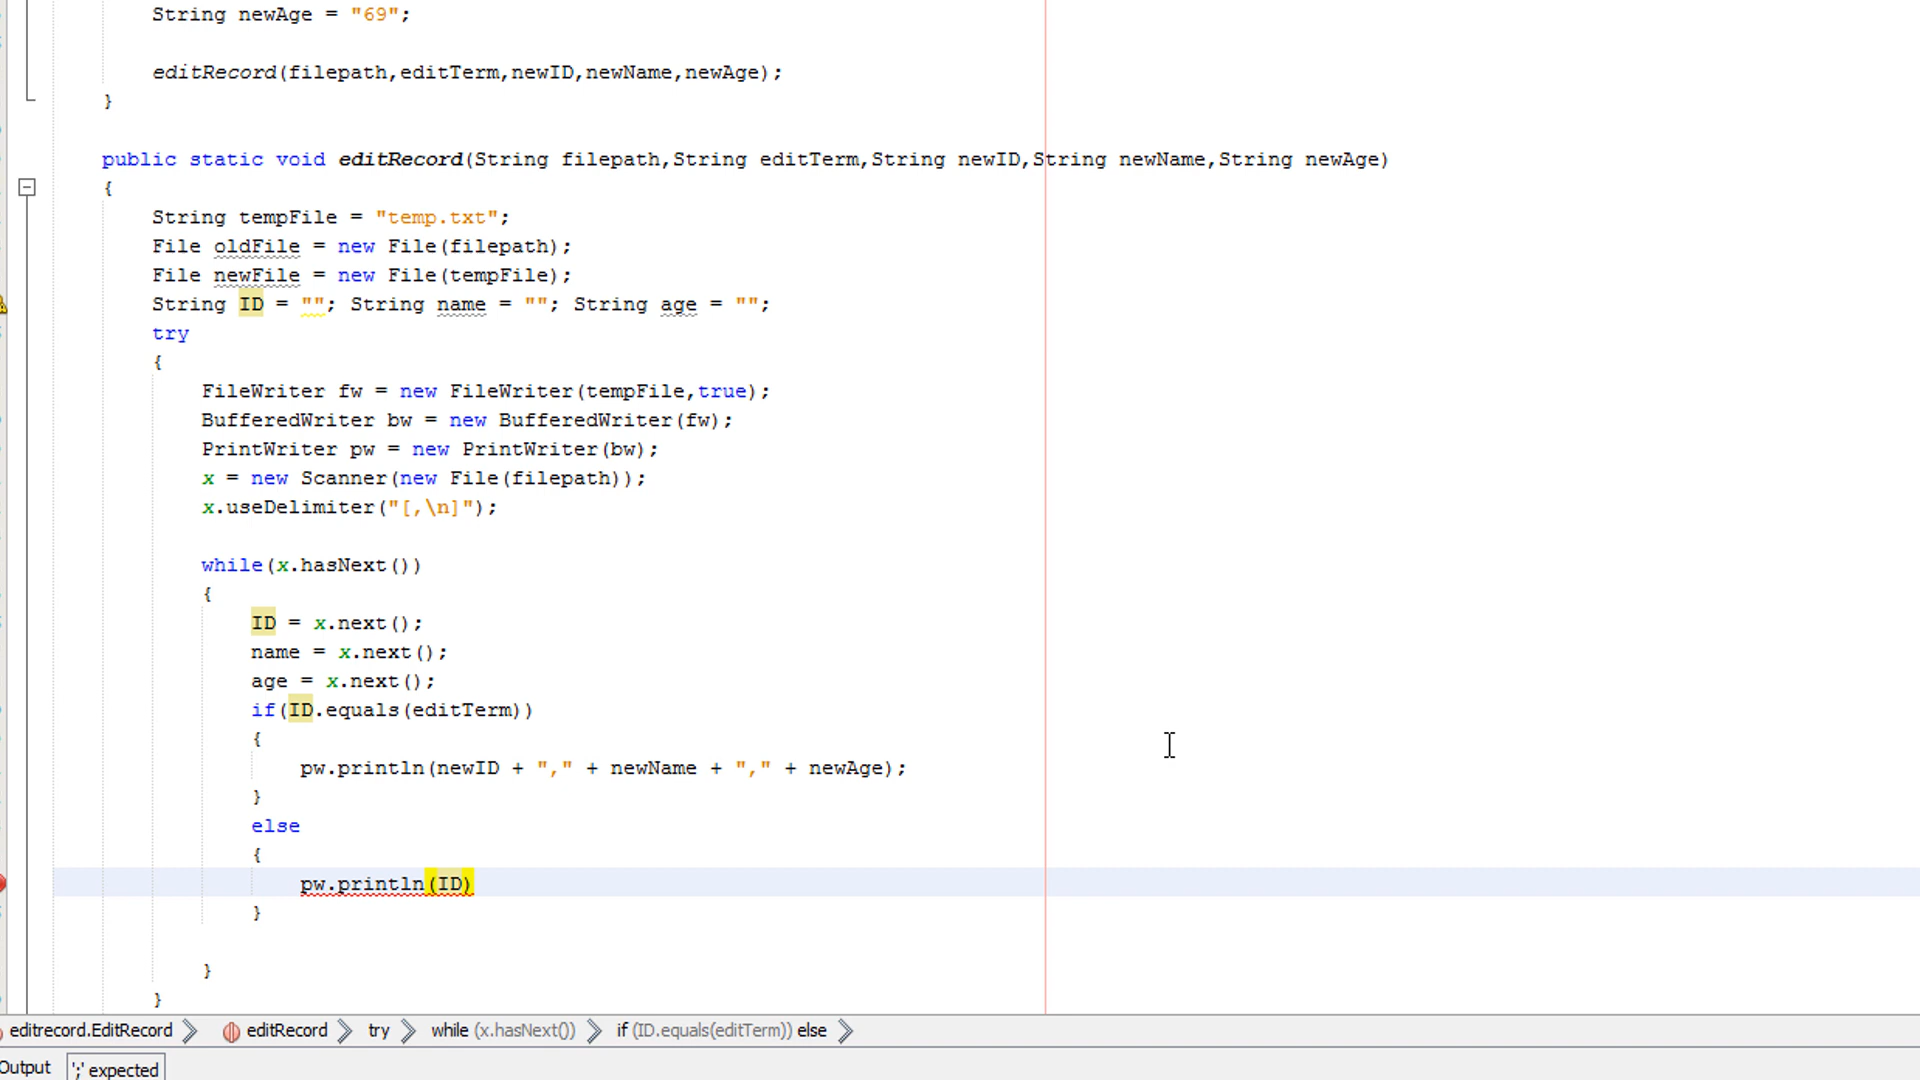 String newAge = "69";
editRecord(filepath,editTerm,newID,newName,newAge);
}
public static void editRecord(String filepath,String editTerm,String newID,String newName,String newAge)
{
String tempFile = "temp.txt";
File oldFile = new File(filepath);
File newFile = new File(tempFile);
String ID = ""; String name = ""; String age = "";
try
{
FileWriter fw = new FileWriter(tempFile,true);
BufferedWriter bw = new BufferedWriter(fw);
PrintWriter pw = new PrintWriter(bw);
x = new Scanner(new File(filepath));
x.useDelimiter("[,\n]");
while(x.hasNext())
{
ID = x.next();
name = x.next();
age = x.next();
if(ID.equals(editTerm))
{
pw.println(newID + "," + newName + "," + newAge);
}
else
{
pw.println(ID)
}
}
}
editrecord.EditRecord editRecord try while (x.hasNext()) if (ID.equals(editTerm)) else
Output ';' expected